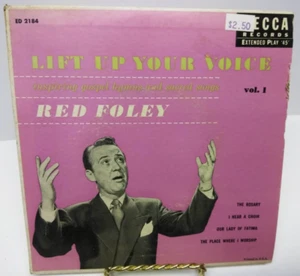 ED 2184
$2.50
DECCA
RECORDS
EXTENDED PLAY "45"
LIFT UP YOUR VOICE
RED FOLEY
vol. 1
THE ROSARY
I HEAR A CHOIR
OUR LADY OF FATIMA
THE PLACE WHERE I WORSHIP